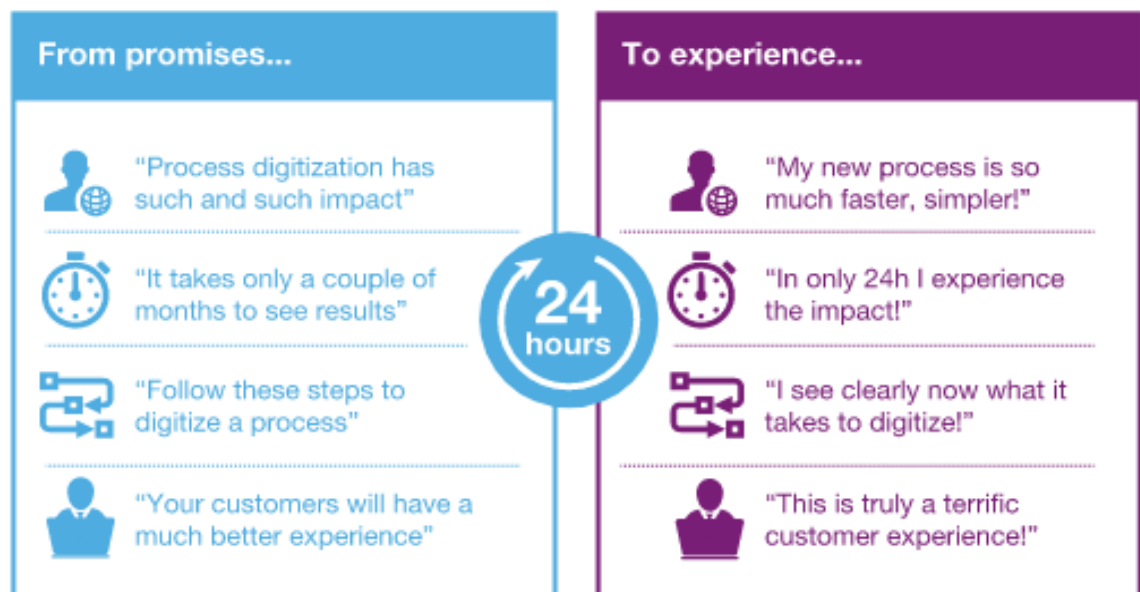 From promises...
“Process digitization has
such and such impact”
“It takes only a couple of
months to see results”
“Follow these steps to
digitize a process”
“Your customers will have a
much better experience”
24
hours
To experience...
“My new process is so
much faster, simpler!”
“In only 24h I experience
the impact!”
“I see clearly now what it
takes to digitize!”
“This is truly a terrific
customer experience!”